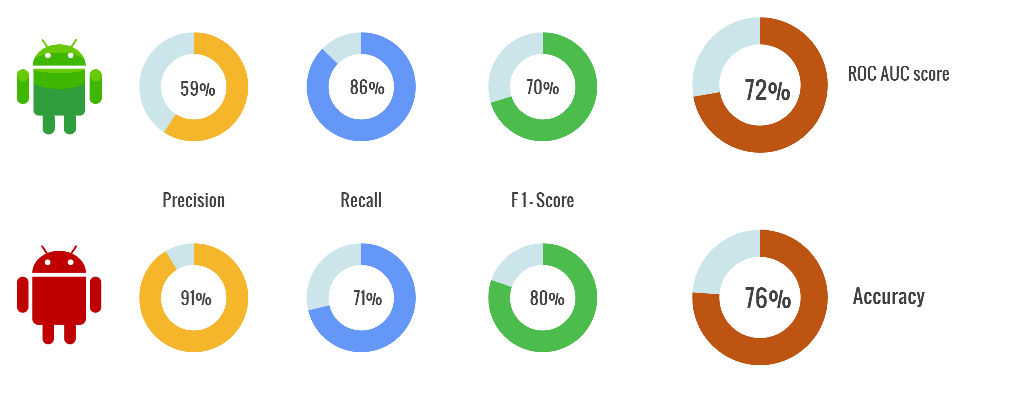 59%
86%
70%
72%
ROC AUC score
Precision
Recall
F1-Score
91%
71%
80%
76%
Accuracy